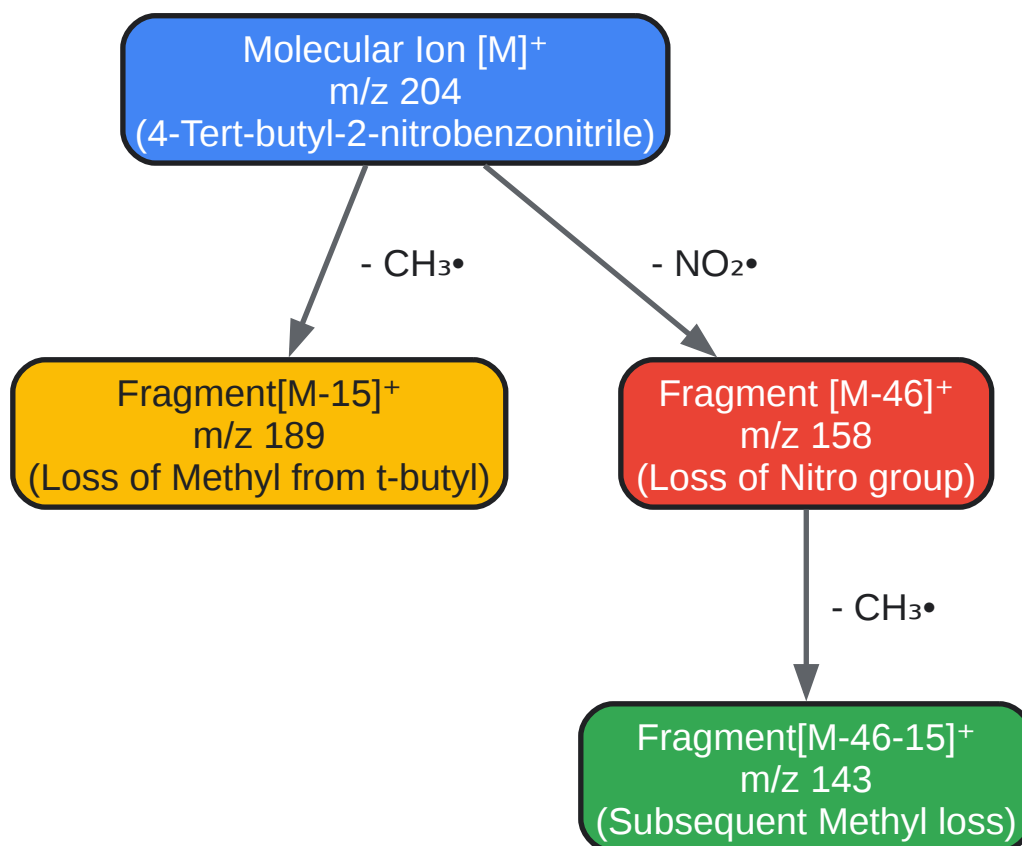 Molecular Ion [M]⁺
m/z 204
(4-Tert-butyl-2-nitrobenzonitrile)
- CH₃•
- NO₂•
Fragment[M-15]⁺
m/z 189
(Loss of Methyl from t-butyl)
Fragment [M-46]⁺
m/z 158
(Loss of Nitro group)
- CH₃•
Fragment[M-46-15]⁺
m/z 143
(Subsequent Methyl loss)